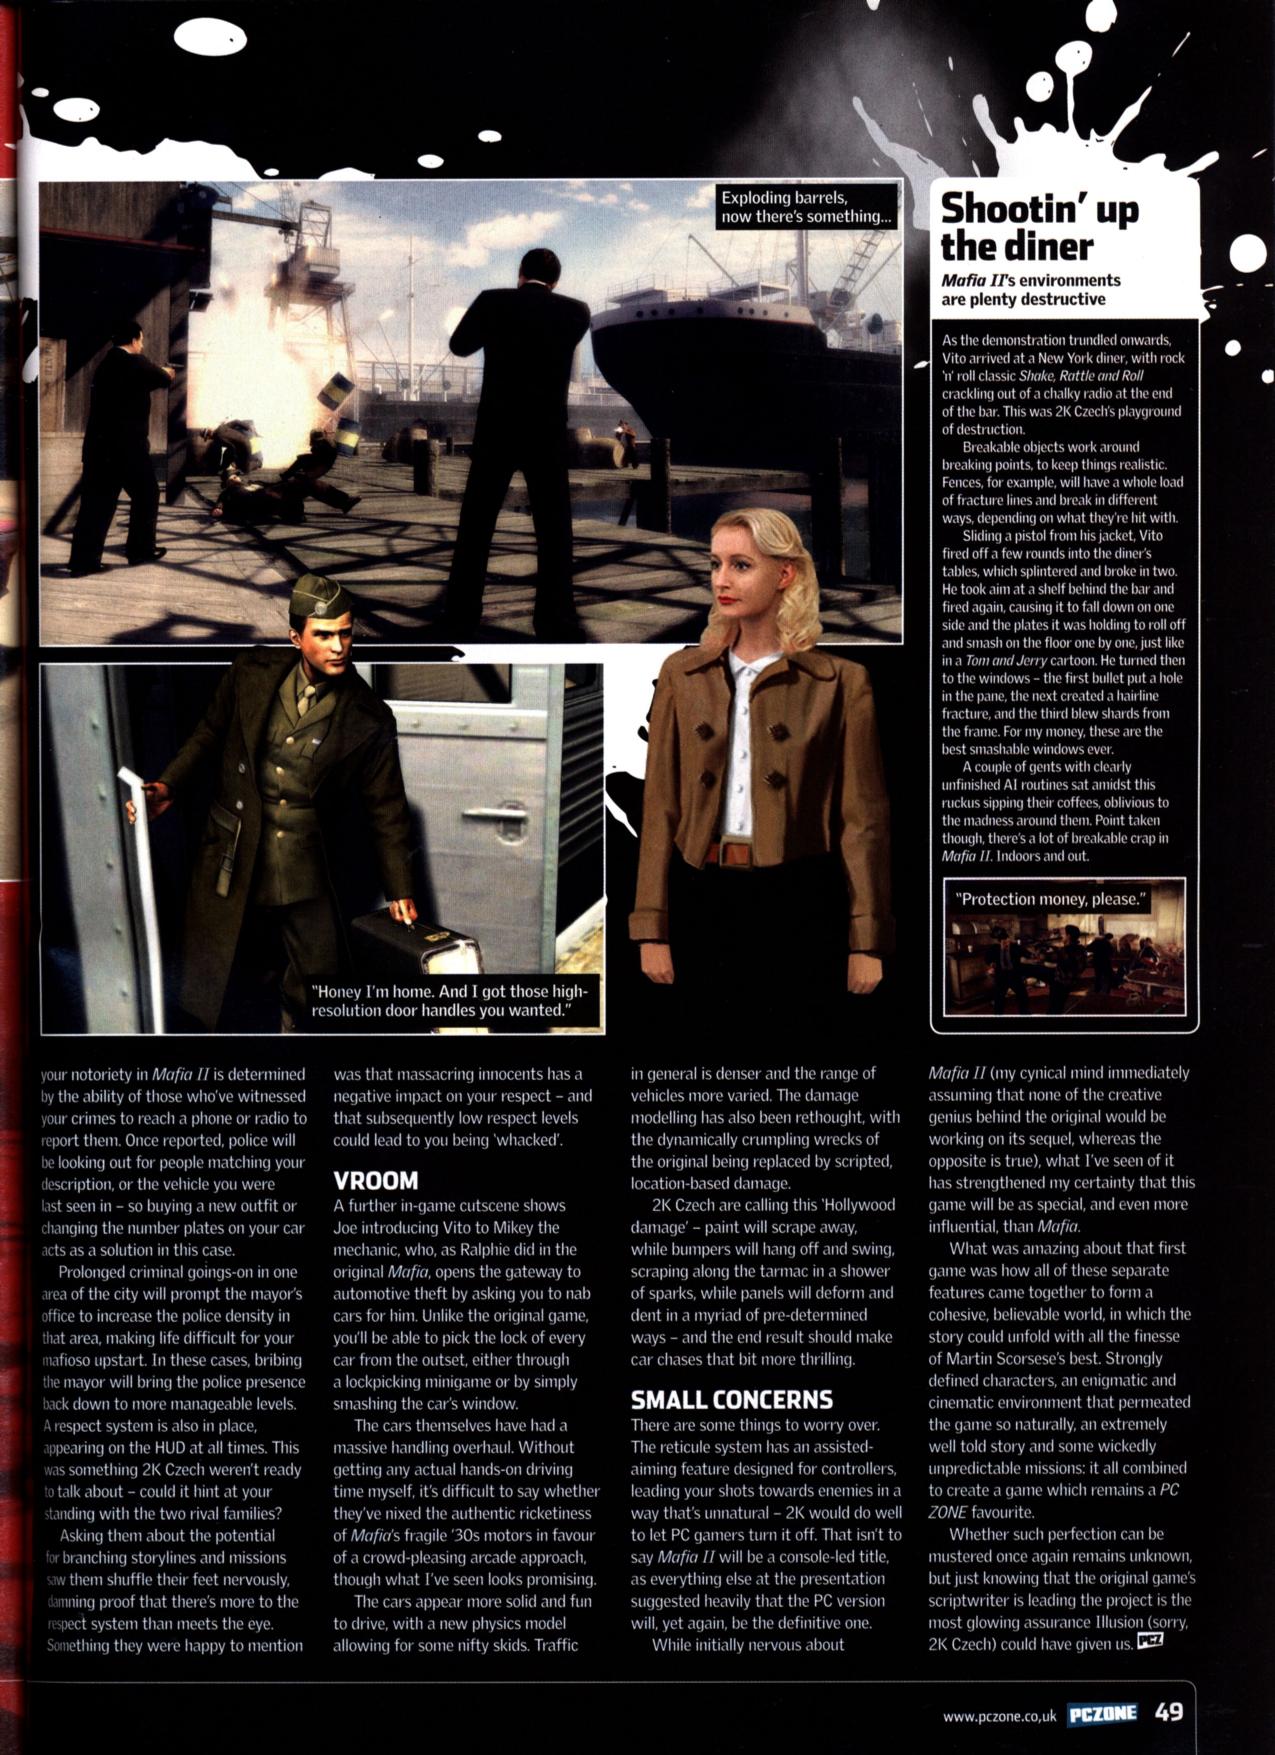 Exploding barrels,
now there's something...
Shootin' up
the diner
Mafia II's environments
are plenty destructive
As the demonstration trundled onwards,
Vito arrived at a New York diner, with rock
'n' roll classic Shake, Rattle and Roll
crackling out of a chalky radio at the end
of the bar. This was 2K Czech's playground
of destruction.
Breakable objects work around
breaking points, to keep things realistic.
Fences, for example, will have a whole load
of fracture lines and break in different
ways, depending on what they're hit with.
Sliding a pistol from his jacket, Vito
fired off a few rounds into the diner's
tables, which splintered and broke in two.
He took aim at a shelf behind the bar and
fired again, causing it to fall down on one
side and the plates it was holding to roll off
and smash on the floor one by one, just like
in a Tom and Jerry cartoon. He turned then
to the windows – the first bullet put a hole
in the pane, the next created a hairline
fracture, and the third blew shards from
the frame. For my money, these are the
best smashable windows ever.
A couple of gents with clearly
unfinished AI routines sat amidst this
ruckus sipping their coffees, oblivious to
the madness around them. Point taken
though, there's a lot of breakable crap in
Mafia II. Indoors and out.
"Protection money, please."
"Honey I'm home. And I got those high-
resolution door handles you wanted."
your notoriety in Mafia II is determined
by the ability of those who've witnessed
your crimes to reach a phone or radio to
report them. Once reported, police will
be looking out for people matching your
description, or the vehicle you were
last seen in – so buying a new outfit or
changing the number plates on your car
acts as a solution in this case.
Prolonged criminal goings-on in one
area of the city will prompt the mayor's
office to increase the police density in
that area, making life difficult for your
mafioso upstart. In these cases, bribing
the mayor will bring the police presence
back down to more manageable levels.
A respect system is also in place,
appearing on the HUD at all times. This
was something 2K Czech weren't ready
to talk about – could it hint at your
standing with the two rival families?
Asking them about the potential
for branching storylines and missions
saw them shuffle their feet nervously,
damning proof that there's more to the
respect system than meets the eye.
Something they were happy to mention
was that massacring innocents has a
negative impact on your respect – and
that subsequently low respect levels
could lead to you being 'whacked'.
VROOM
A further in-game cutscene shows
Joe introducing Vito to Mikey the
mechanic, who, as Ralphie did in the
original Mafia, opens the gateway to
automotive theft by asking you to nab
cars for him. Unlike the original game,
you'll be able to pick the lock of every
car from the outset, either through
a lockpicking minigame or by simply
smashing the car's window.
The cars themselves have had a
massive handling overhaul. Without
getting any actual hands-on driving
time myself, it's difficult to say whether
they've nixed the authentic ricketiness
of Mafia's fragile '30s motors in favour
of a crowd-pleasing arcade approach,
though what I've seen looks promising.
The cars appear more solid and fun
to drive, with a new physics model
allowing for some nifty skids. Traffic
in general is denser and the range of
vehicles more varied. The damage
modelling has also been rethought, with
the dynamically crumpling wrecks of
the original being replaced by scripted,
location-based damage.
2K Czech are calling this 'Hollywood
damage' – paint will scrape away,
while bumpers will hang off and swing,
scraping along the tarmac in a shower
of sparks, while panels will deform and
dent in a myriad of pre-determined
ways – and the end result should make
car chases that bit more thrilling.
SMALL CONCERNS
There are some things to worry over.
The reticule system has an assisted-
aiming feature designed for controllers,
leading your shots towards enemies in a
way that's unnatural – 2K would do well
to let PC gamers turn it off. That isn't to
say Mafia II will be a console-led title,
as everything else at the presentation
suggested heavily that the PC version
will, yet again, be the definitive one.
While initially nervous about
Mafia II (my cynical mind immediately
assuming that none of the creative
genius behind the original would be
working on its sequel, whereas the
opposite is true), what I've seen of it
has strengthened my certainty that this
game will be as special, and even more
influential, than Mafia.
What was amazing about that first
game was how all of these separate
features came together to form a
cohesive, believable world, in which the
story could unfold with all the finesse
of Martin Scorsese's best. Strongly
defined characters, an enigmatic and
cinematic environment that permeated
the game so naturally, an extremely
well told story and some wickedly
unpredictable missions: it all combined
to create a game which remains a PC
ZONE favourite.
Whether such perfection can be
mustered once again remains unknown,
but just knowing that the original game's
scriptwriter is leading the project is the
most glowing assurance Illusion (sorry,
2K Czech) could have given us. PCZ
www.pczone.co.uk PCZONE 49